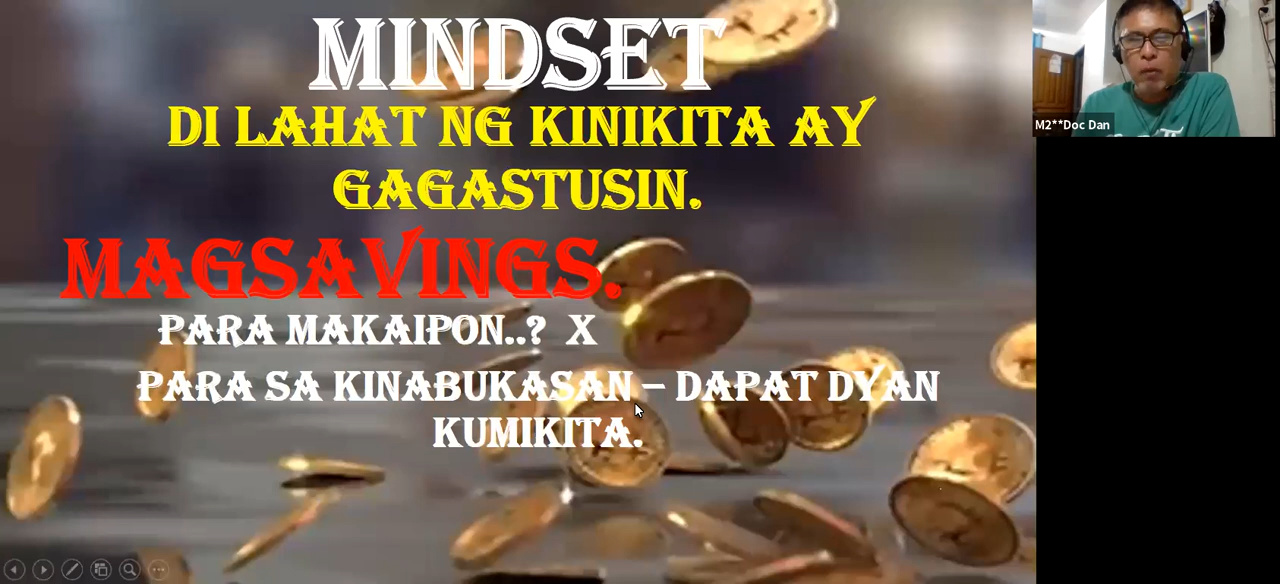 MINDSET
DI LAHAT NG KINIKITA AY
GAGASTUSIN.
MAGSAVINGS.
PARA MAKAIPON..? X
PARA SA KINABUKASAN – DAPAT DYAN
KUMIKITA.
M2**Doc Dan